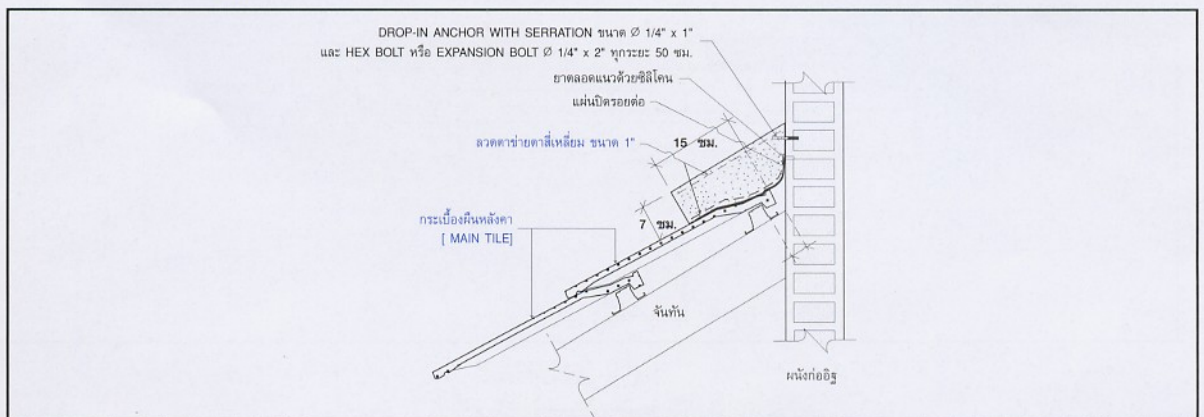 DROP-IN ANCHOR WITH SERRATION ขนาด Ø 1/4" x 1"
และ HEX BOLT หรือ EXPANSION BOLT Ø 1/4" x 2" ทุกระยะ 50 ซม.
ยาตลอดแนวด้วยซิลิโคน
แผ่นปิดรอยต่อ
ลวดตาข่ายตาสี่เหลี่ยม ขนาด 1"
15 ซม.
7 ซม.
กระเบื้องผืนหลังคา
[ MAIN TILE]
จันทัน
ผนังก่ออิฐ